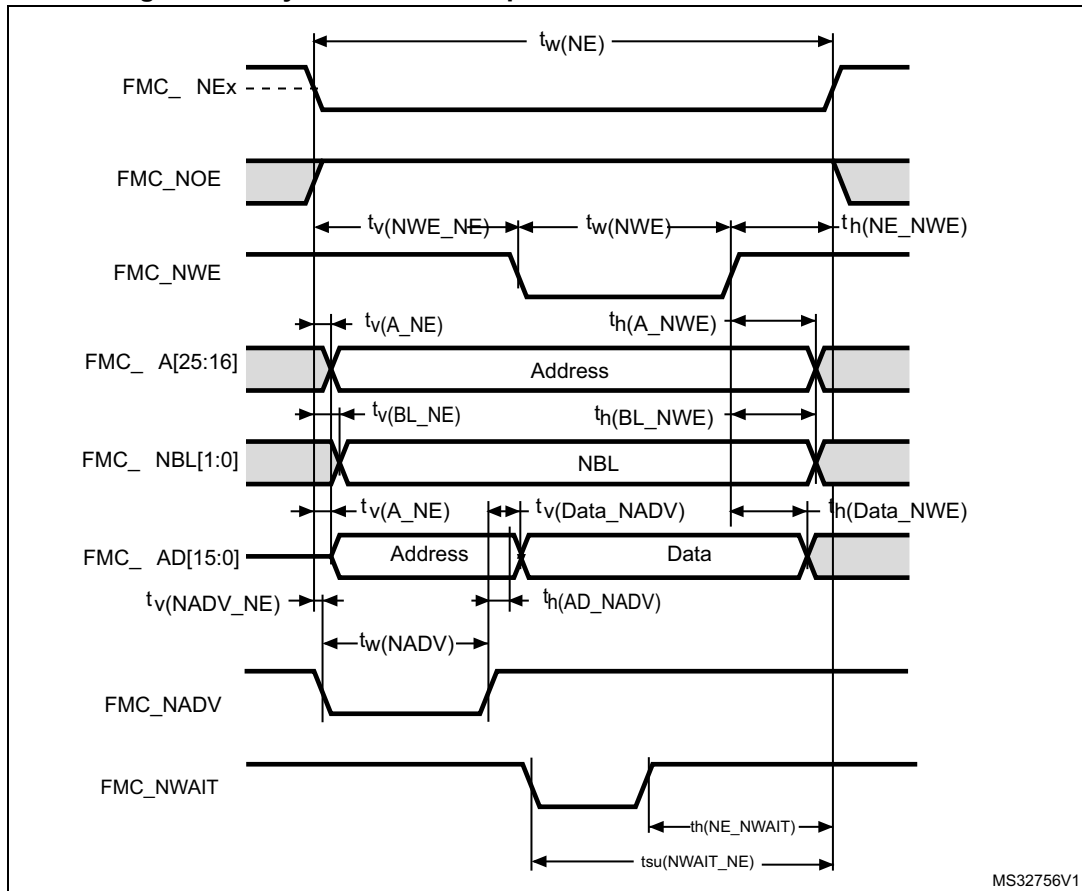 tw(NE)
FMC_ NEx
FMC_NOE
tv(NWE_NE) tw(NWE) th(NE_NWE)
FMC_NWE
tv(A_NE) th(A_NWE)
FMC_ A[25:16] Address
tv(BL_NE) th(BL_NWE)
FMC_ NBL[1:0] NBL
tv(A_NE) tv(Data_NADV) th(Data_NWE)
FMC_ AD[15:0] Address Data
tv(NADV_NE) th(AD_NADV)
tw(NADV)
FMC_NADV
FMC_NWAIT
th(NE_NWAIT)
tsu(NWAIT_NE)
MS32756V1